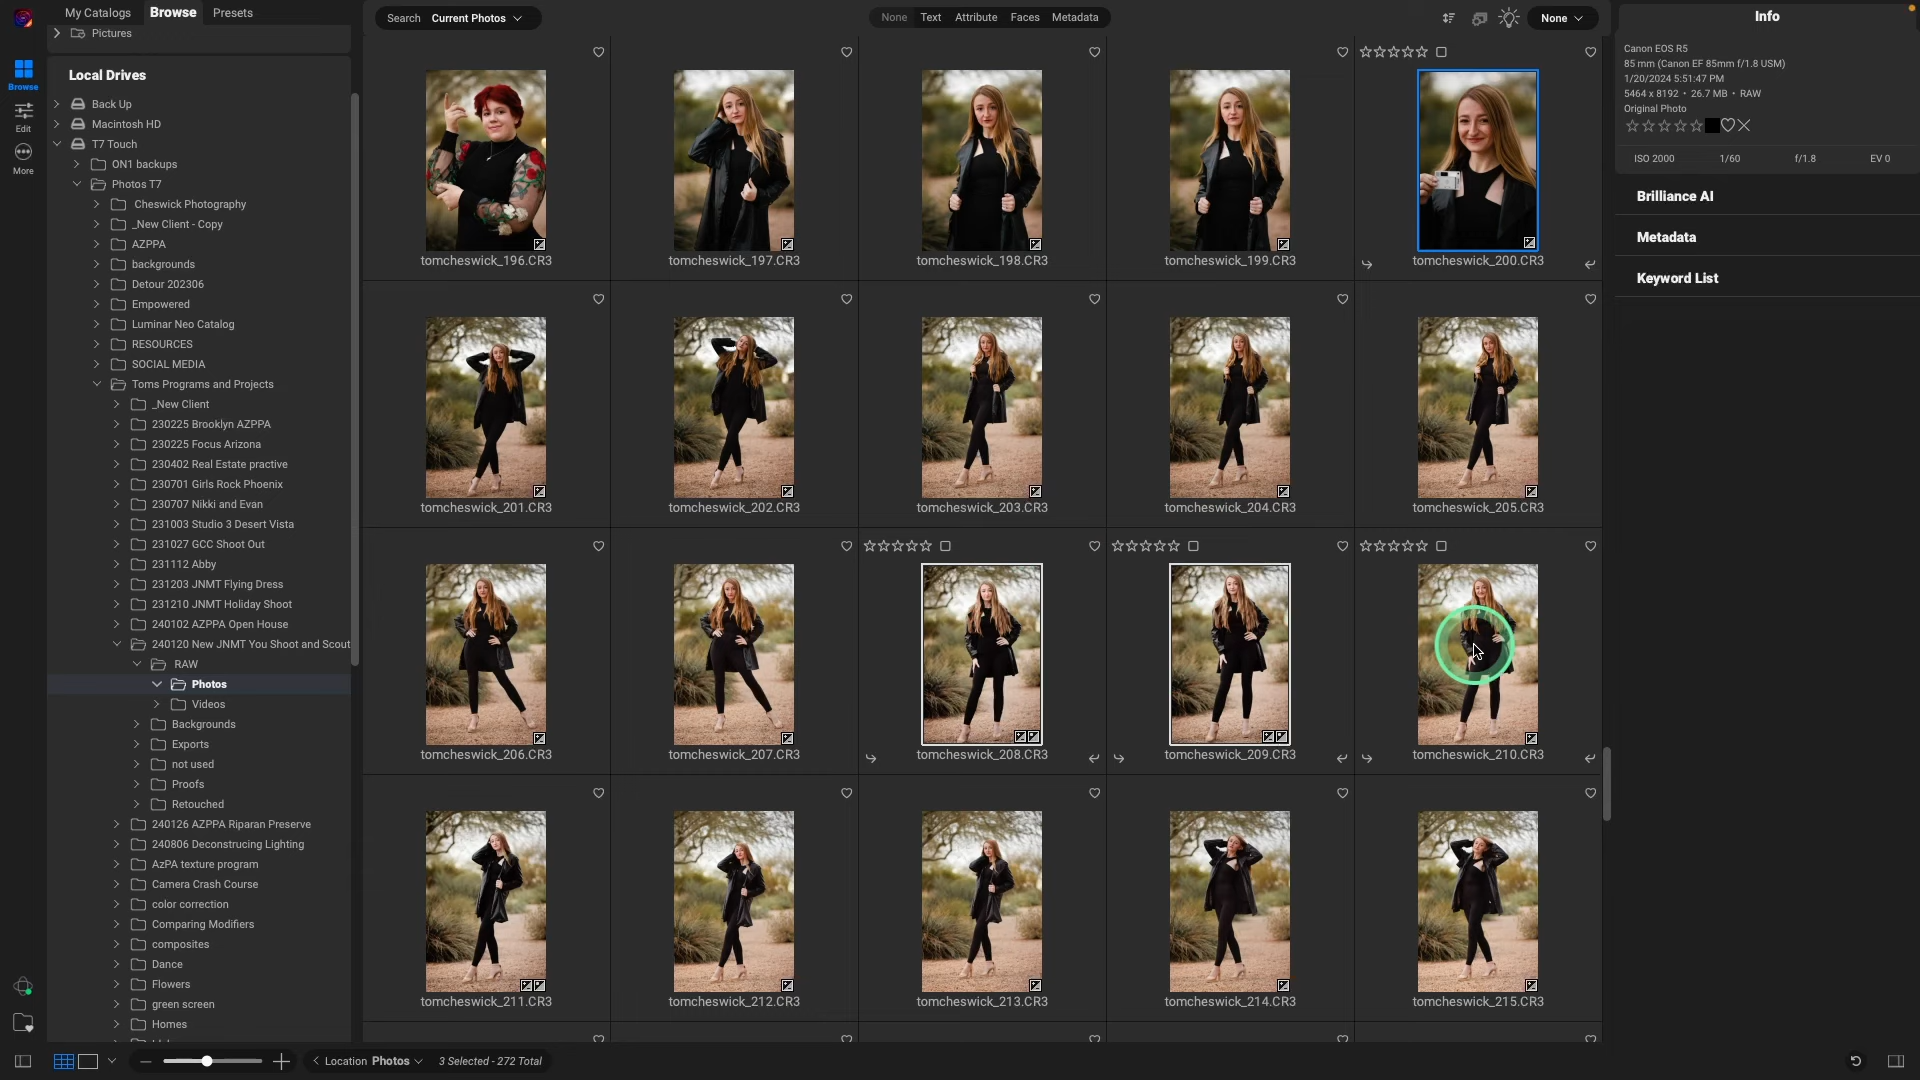 My Catalogs Browse Presets
Search Current Photos
None Text Attribute Faces Metadata
None
Info
Pictures
Local Drives
Back Up
Macintosh HD
T7 Touch
ON1 backups
Photos T7
Cheswick Photography
_New Client - Copy
AZPPA
backgrounds
Detour 202306
Empowered
Luminar Neo Catalog
RESOURCES
SOCIAL MEDIA
Toms Programs and Projects
_New Client
230225 Brooklyn AZPPA
230225 Focus Arizona
230402 Real Estate practive
230701 Girls Rock Phoenix
230707 Nikki and Evan
231003 Studio 3 Desert Vista
231027 GCC Shoot Out
231112 Abby
231203 JNMT Flying Dress
231210 JNMT Holiday Shoot
240102 AZPPA Open House
240120 New JNMT You Shoot and Scout
RAW
Photos
Videos
Backgrounds
Exports
not used
Proofs
Retouched
240126 AZPPA Riparan Preserve
240806 Deconstrucing Lighting
AzPA texture program
Camera Crash Course
color correction
Comparing Modifiers
composites
Dance
Flowers
green screen
Homes
Browse
Edit
More
tomcheswick_196.CR3 tomcheswick_197.CR3 tomcheswick_198.CR3 tomcheswick_199.CR3 tomcheswick_200.CR3
tomcheswick_201.CR3 tomcheswick_202.CR3 tomcheswick_203.CR3 tomcheswick_204.CR3 tomcheswick_205.CR3
tomcheswick_206.CR3 tomcheswick_207.CR3 tomcheswick_208.CR3 tomcheswick_209.CR3 tomcheswick_210.CR3
tomcheswick_211.CR3 tomcheswick_212.CR3 tomcheswick_213.CR3 tomcheswick_214.CR3 tomcheswick_215.CR3
Canon EOS R5
85 mm (Canon EF 85mm f/1.8 USM)
1/20/2024 5:51:47 PM
5464 x 8192 • 26.7 MB • RAW
Original Photo
ISO 2000 1/60 f/1.8 EV 0
Brilliance AI
Metadata
Keyword List
Location Photos 3 Selected - 272 Total